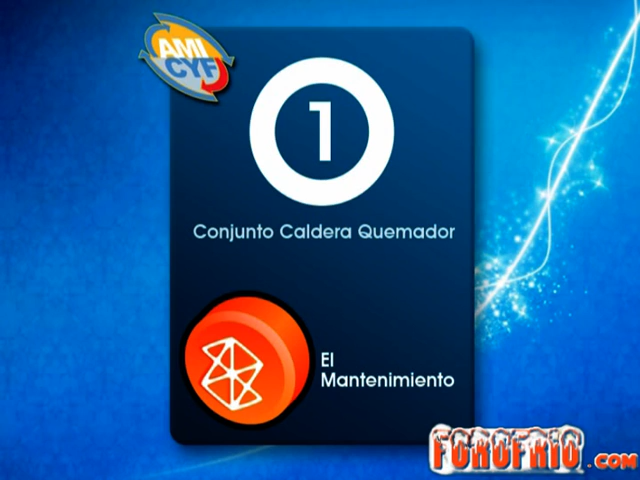 AMI
CYF
1
Conjunto Caldera Quemador
El
Mantenimiento
FOROFRIO.COM